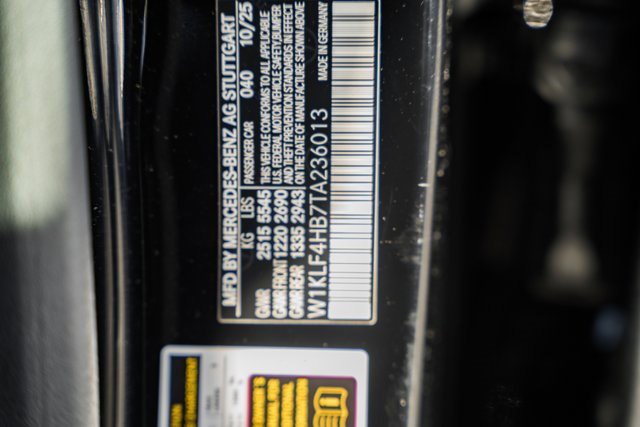 MFD BY MERCEDES-BENZ AG STUTTGART
PASSENGER CAR 040 10/25
KG LBS
GVWR 2515 5545
GAWR FRONT 1220 2690
GAWR REAR 1335 2943
THIS VEHICLE CONFORMS TO ALL APPLICABLE
U.S. FEDERAL MOTOR VEHICLE SAFETY, BUMPER
AND THEFT PREVENTION STANDARDS IN EFFECT
ON THE DATE OF MANUFACTURE SHOWN ABOVE
W1KLF4HB7TA236013
MADE IN GERMANY